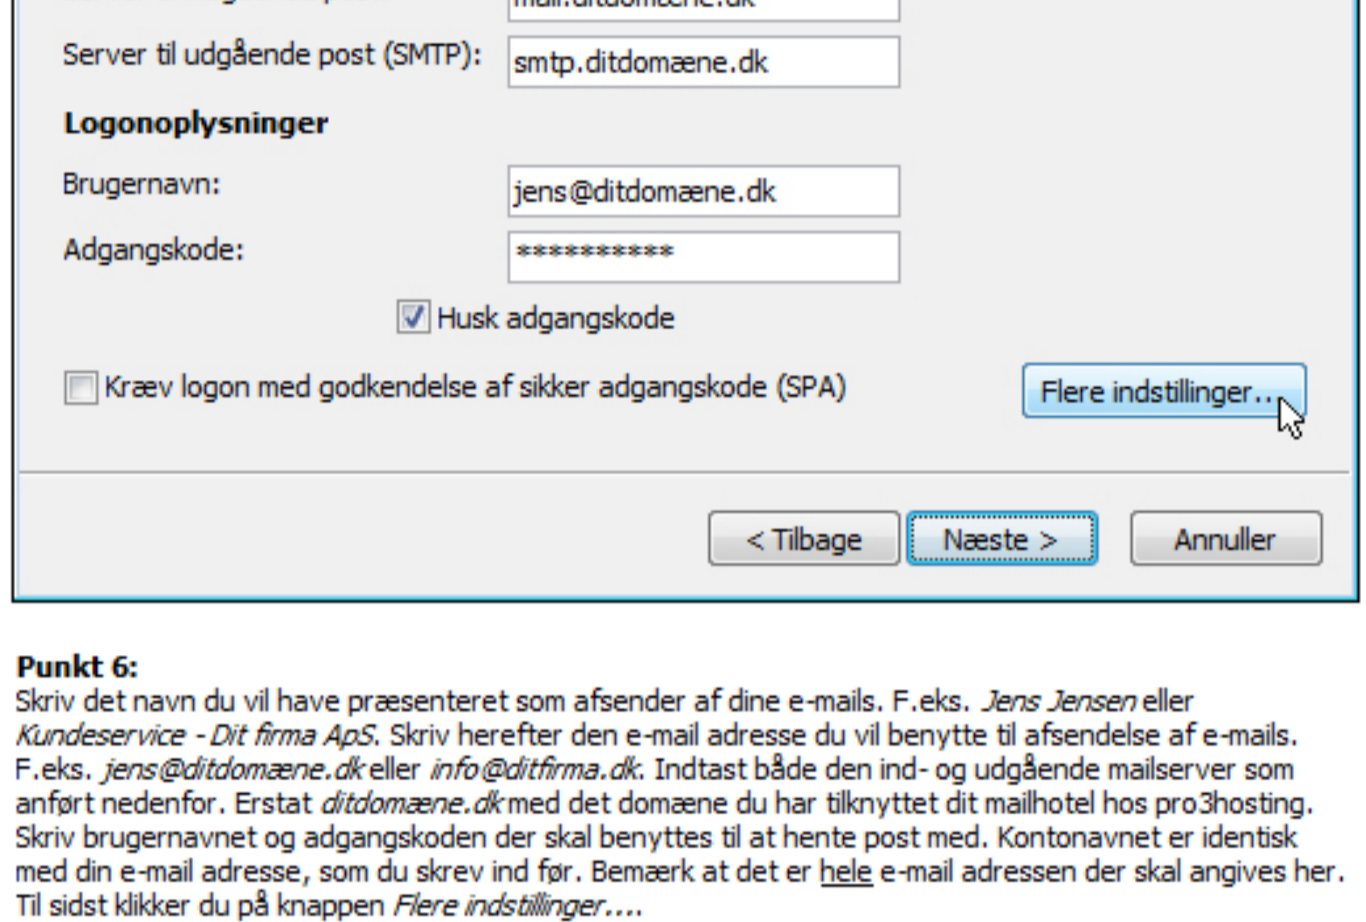 mail.ditdomæne.dk
Server til udgående post (SMTP):
smtp.ditdomæne.dk
Logonoplysninger
Brugernavn:
jens@ditdomæne.dk
Adgangskode:
**********
Husk adgangskode
Kræv logon med godkendelse af sikker adgangskode (SPA)
Flere indstillinger...
< Tilbage
Næste >
Annuller
Punkt 6:
Skriv det navn du vil have præsenteret som afsender af dine e-mails. F.eks. Jens Jensen eller
Kundeservice - Dit firma ApS. Skriv herefter den e-mail adresse du vil benytte til afsendelse af e-mails.
F.eks. jens@ditdomæne.dk eller info@ditfirma.dk. Indtast både den ind- og udgående mailserver som
anført nedenfor. Erstat ditdomæne.dk med det domæne du har tilknyttet dit mailhotel hos pro3hosting.
Skriv brugernavnet og adgangskoden der skal benyttes til at hente post med. Kontonavnet er identisk
med din e-mail adresse, som du skrev ind før. Bemærk at det er hele e-mail adressen der skal angives her.
Til sidst klikker du på knappen Flere indstillinger....